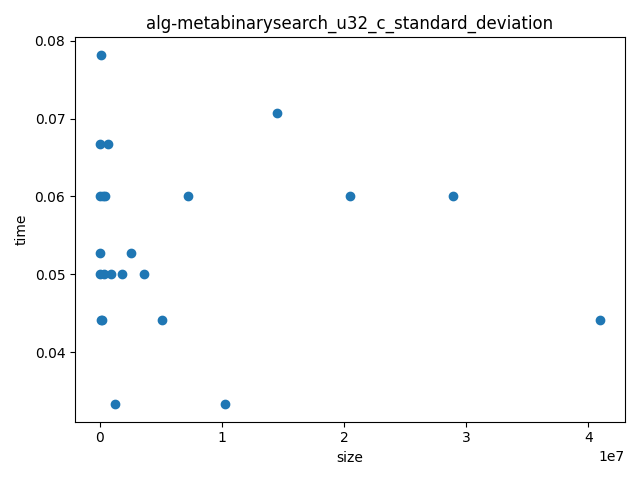 alg-metabinarysearch_u32_c_standard_deviation
0.08
0.07
0.06
0.05
0.04
time
0 1 2 3 4
1e7
size